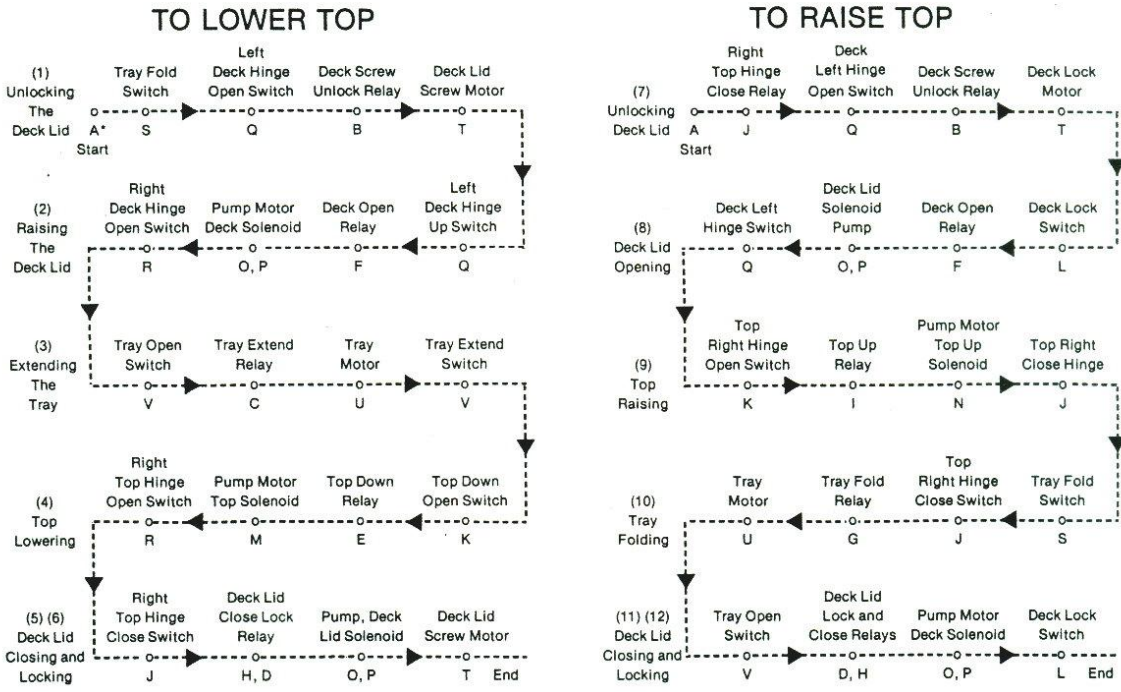 TO LOWER TOP
(1)
Unlocking
The
Deck Lid
A*
Start
Tray Fold
Switch
S
Left
Deck Hinge
Open Switch
Q
Deck Screw
Unlock Relay
B
Deck Lid
Screw Motor
T
(2)
Raising
The
Deck Lid
Right
Deck Hinge
Open Switch
R
Pump Motor
Deck Solenoid
O, P
Deck Open
Relay
F
Left
Deck Hinge
Up Switch
Q
(3)
Extending
The
Tray
Tray Open
Switch
V
Tray Extend
Relay
C
Tray
Motor
U
Tray Extend
Switch
V
(4)
Top
Lowering
Right
Top Hinge
Open Switch
R
Pump Motor
Top Solenoid
M
Top Down
Relay
E
Top Down
Open Switch
K
(5) (6)
Deck Lid
Closing and
Locking
Right
Top Hinge
Close Switch
J
Deck Lid
Close Lock
Relay
H, D
Pump, Deck
Lid Solenoid
O, P
Deck Lid
Screw Motor
T
End
TO RAISE TOP
(7)
Unlocking
Deck Lid
A
Start
Right
Top Hinge
Close Relay
J
Deck
Left Hinge
Open Switch
Q
Deck Screw
Unlock Relay
B
Deck Lock
Motor
T
(8)
Deck Lid
Opening
Deck Left
Hinge Switch
Q
Deck Lid
Solenoid
Pump
O, P
Deck Open
Relay
F
Deck Lock
Switch
L
(9)
Top
Raising
Top
Right Hinge
Open Switch
K
Top Up
Relay
I
Pump Motor
Top Up
Solenoid
N
Top Right
Close Hinge
J
(10)
Tray
Folding
Tray
Motor
U
Tray Fold
Relay
G
Top
Right Hinge
Close Switch
J
Tray Fold
Switch
S
(11) (12)
Deck Lid
Closing and
Locking
Tray Open
Switch
V
Deck Lid
Lock and
Close Relays
D, H
Pump Motor
Deck Solenoid
O, P
Deck Lock
Switch
L
End